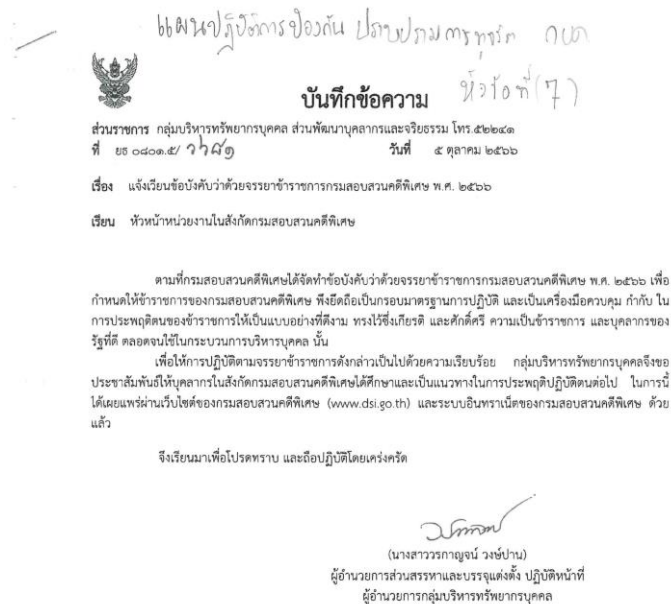 แผนปฏิบัติการป้องกัน ปราบปรามการทุจริต
หัวข้อที่ (7)
บันทึกข้อความ
ส่วนราชการ กลุ่มบริหารทรัพยากรบุคคล ส่วนพัฒนาบุคลากรและจริยธรรม โทร.๕๒๒๔๑
ที่ ยธ ๐๘๐๑.๕/ วันที่ ๕ ตุลาคม ๒๕๖๖
เรื่อง แจ้งเวียนข้อบังคับว่าด้วยจรรยาข้าราชการกรมสอบสวนคดีพิเศษ พ.ศ. ๒๕๖๖
เรียน หัวหน้าหน่วยงานในสังกัดกรมสอบสวนคดีพิเศษ
ตามที่กรมสอบสวนคดีพิเศษได้จัดทำข้อบังคับว่าด้วยจรรยาข้าราชการกรมสอบสวนคดีพิเศษ พ.ศ. ๒๕๖๖ เพื่อ
กำหนดให้ข้าราชการของกรมสอบสวนคดีพิเศษ พึงยึดถือเป็นกรอบมาตรฐานการปฏิบัติ และเป็นเครื่องมือควบคุม กำกับ ใน
การประพฤติตนของข้าราชการให้เป็นแบบอย่างที่ดีงาม ทรงไว้ซึ่งเกียรติ และศักดิ์ศรี ความเป็นข้าราชการ และบุคลากรของ
รัฐที่ดี ตลอดจนใช้ในกระบวนการบริหารบุคคล นั้น
เพื่อให้การปฏิบัติตามจรรยาข้าราชการดังกล่าวเป็นไปด้วยความเรียบร้อย กลุ่มบริหารทรัพยากรบุคคลจึงขอ
ประชาสัมพันธ์ให้บุคลากรในสังกัดกรมสอบสวนคดีพิเศษได้ศึกษาและเป็นแนวทางในการประพฤติปฏิบัติตนต่อไป ในการนี้
ได้เผยแพร่ผ่านเว็บไซต์ของกรมสอบสวนคดีพิเศษ (www.dsi.go.th) และระบบอินทราเน็ตของกรมสอบสวนคดีพิเศษ ด้วย
แล้ว
จึงเรียนมาเพื่อโปรดทราบ และถือปฏิบัติโดยเคร่งครัด
(นางสาววรกาญจน์ วงษ์ปาน)
ผู้อำนวยการส่วนสรรหาและบรรจุแต่งตั้ง ปฏิบัติหน้าที่
ผู้อำนวยการกลุ่มบริหารทรัพยากรบุคคล